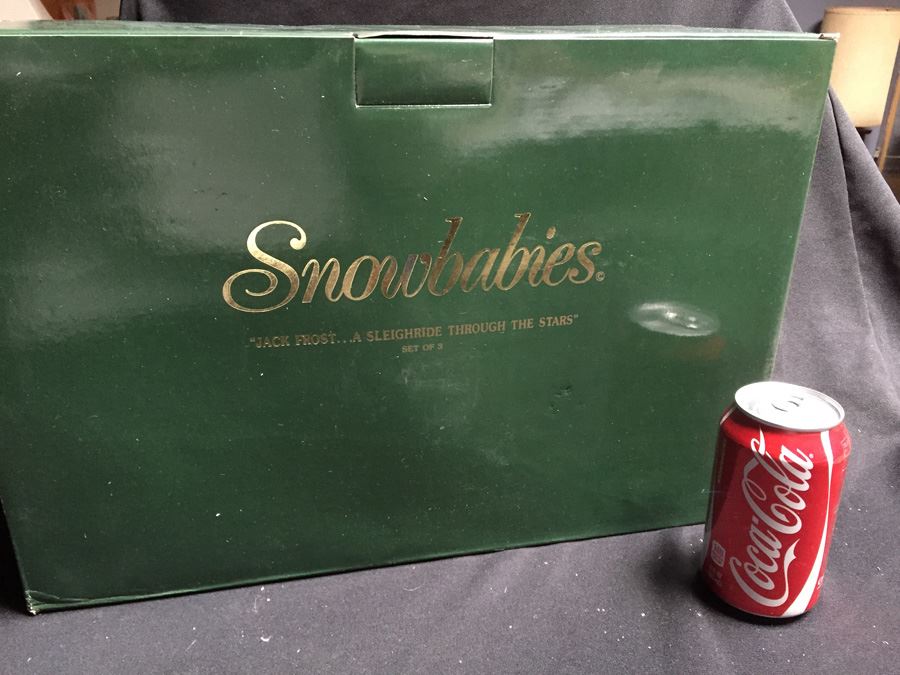 Snowbabies©
"JACK FROST...A SLEIGHRIDE THROUGH THE STARS"
SET OF 3
Coca-Cola